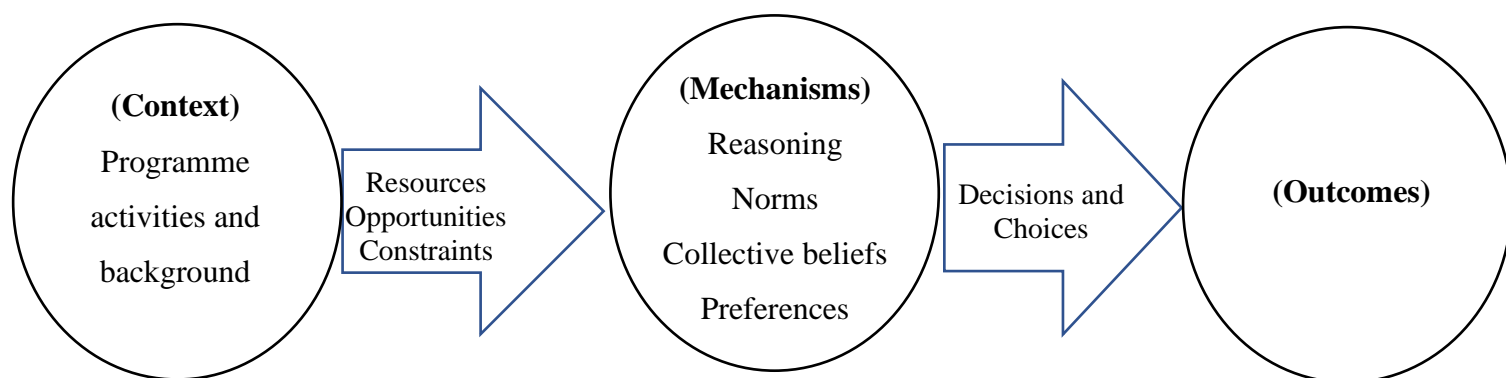 (Context)
Programme
activities and
background
Resources
Opportunities
Constraints
(Mechanisms)
Reasoning
Norms
Collective beliefs
Preferences
Decisions and
Choices
(Outcomes)